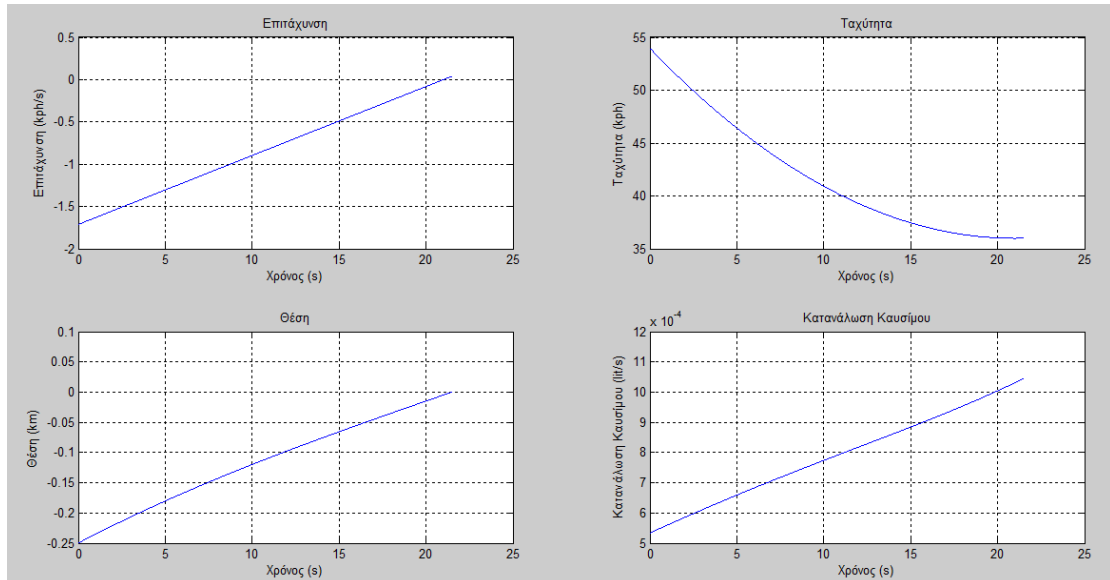 Επιτάχυνση
0.5
0
-0.5
-1
-1.5
-2
Επιτάχυνση (kph/s)
0 5 10 15 20 25
Χρόνος (s)
Ταχύτητα
55
50
45
40
35
Ταχύτητα (kph)
0 5 10 15 20 25
Χρόνος (s)
Θέση
0.1
0.05
0
-0.05
-0.1
-0.15
-0.2
-0.25
Θέση (km)
0 5 10 15 20 25
Χρόνος (s)
Κατανάλωση Καυσίμου
x 10⁻⁴
12
11
10
9
8
7
6
5
Κατανάλωση Καυσίμου (lit/s)
0 5 10 15 20 25
Χρόνος (s)